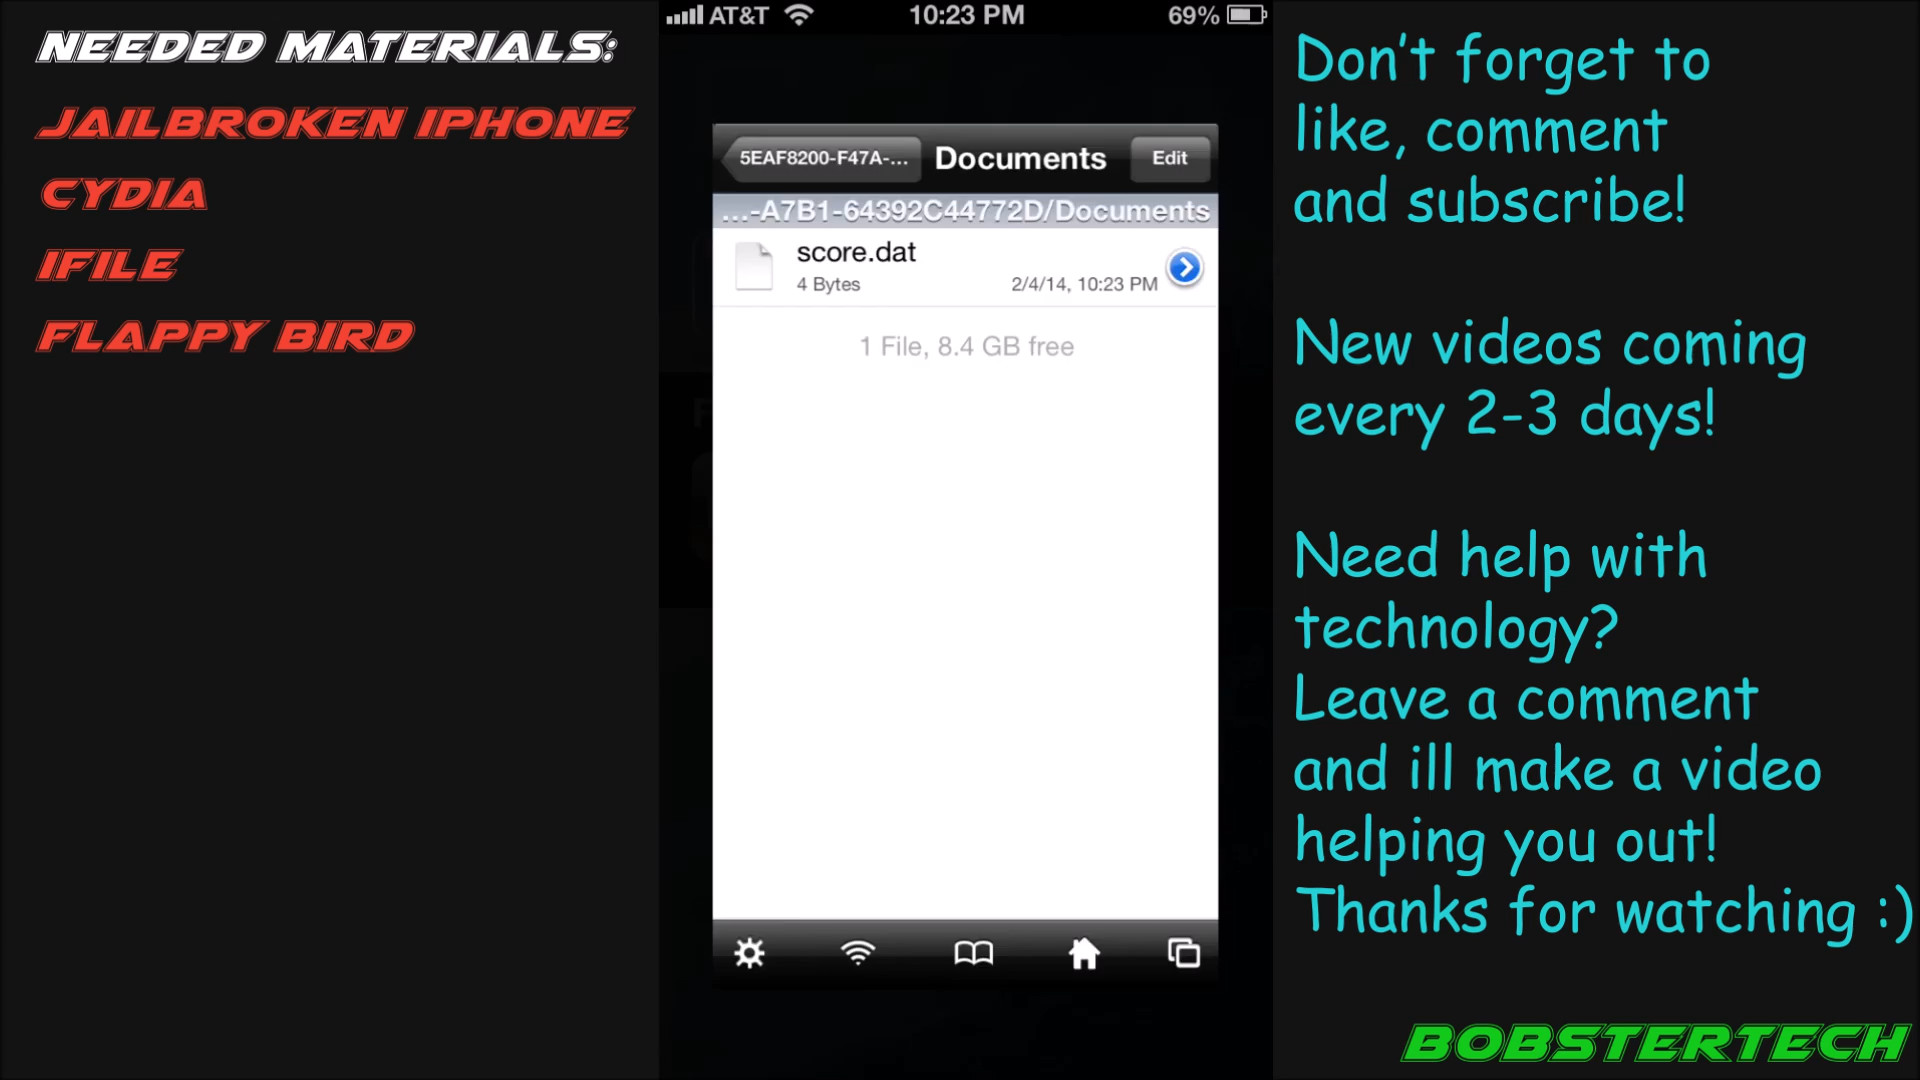 NEEDED MATERIALS:
JAILBROKEN IPHONE
CYDIA
IFILE
FLAPPY BIRD
AT&T 10:23 PM 69%
5EAF8200-F47A-... Documents Edit
...-A7B1-64392C44772D/Documents
score.dat
4 Bytes 2/4/14, 10:23 PM
1 File, 8.4 GB free
Don't forget to
like, comment
and subscribe!
New videos coming
every 2-3 days!
Need help with
technology?
Leave a comment
and ill make a video
helping you out!
Thanks for watching :)
BOBSTERTECH